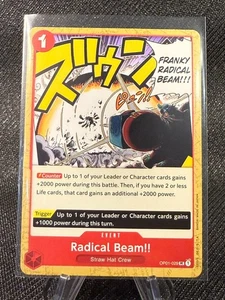 1
ズウン
FRANKY
RADICAL
BEAM!!!
Counter Up to 1 of your Leader or Character cards gains
+2000 power during this battle. Then, if you have 2 or less
Life cards, that card gains an additional +2000 power.
Trigger Up to 1 of your Leader or Character cards gains
+1000 power during this turn.
EVENT
Radical Beam!!
Straw Hat Crew
OP01-029